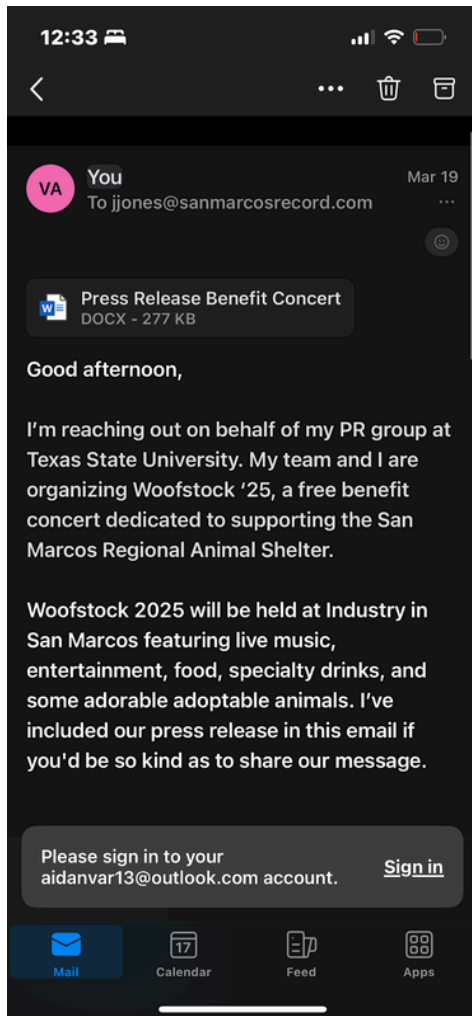 12:33
VA
You
Mar 19
To jjones@sanmarcosrecord.com
Press Release Benefit Concert
W
DOCX - 277 KB
Good afternoon,
I'm reaching out on behalf of my PR group at
Texas State University. My team and I are
organizing Woofstock ‘25, a free benefit
concert dedicated to supporting the San
Marcos Regional Animal Shelter.
Woofstock 2025 will be held at Industry in
San Marcos featuring live music,
entertainment, food, specialty drinks, and
some adorable adoptable animals. I've
included our press release in this email if
you'd be so kind as to share our message.
Please sign in to your
aidanvar13@outlook.com account.
Sign in
17
Mail
Calendar
Feed
Apps